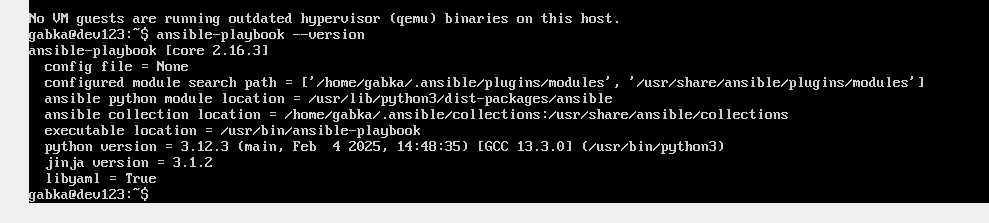 No VM guests are running outdated hypervisor (qemu) binaries on this host.
gabka@dev123:~$ ansible-playbook --version
ansible-playbook [core 2.16.3]
  config file = None
  configured module search path = ['/home/gabka/.ansible/plugins/modules', '/usr/share/ansible/plugins/modules']
  ansible python module location = /usr/lib/python3/dist-packages/ansible
  ansible collection location = /home/gabka/.ansible/collections:/usr/share/ansible/collections
  executable location = /usr/bin/ansible-playbook
  python version = 3.12.3 (main, Feb  4 2025, 14:48:35) [GCC 13.3.0] (/usr/bin/python3)
  jinja version = 3.1.2
  libyaml = True
gabka@dev123:~$